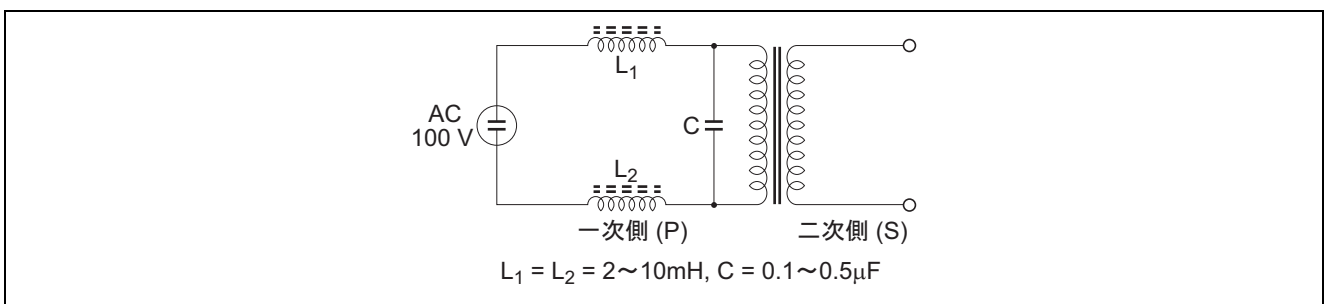 L1
AC
100 V
C
L2
一次側 (P)
二次側 (S)
L1 = L2 = 2～10mH, C = 0.1～0.5μF